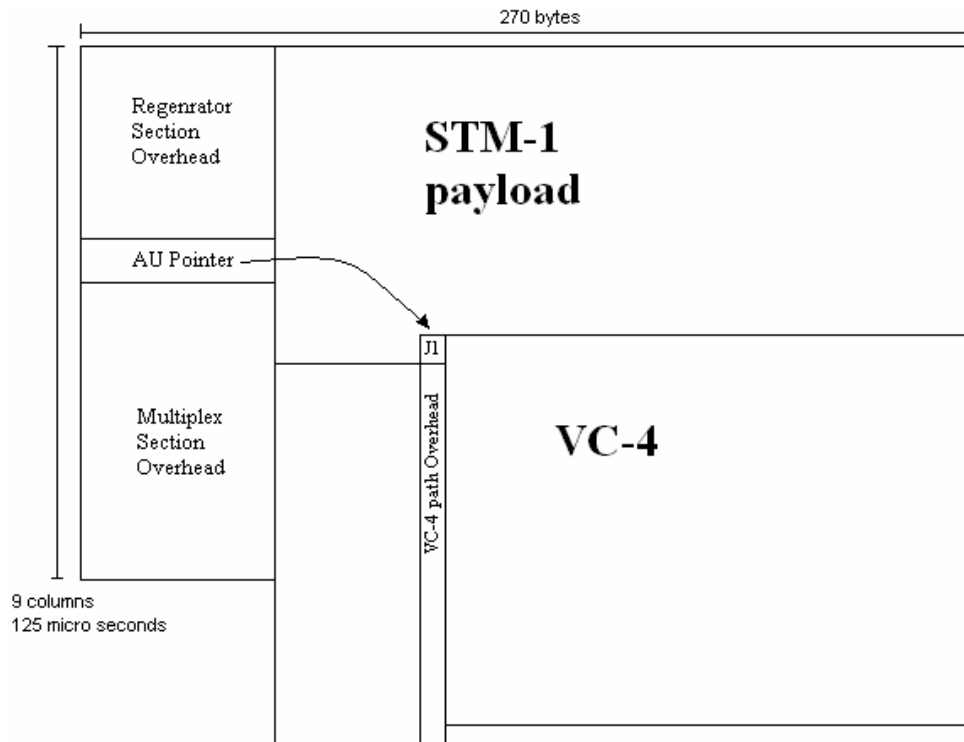 270 bytes
Regenrator
Section
Overhead
STM-1
payload
AU Pointer
J1
VC-4 path Overhead
Multiplex
Section
Overhead
VC-4
9 columns
125 micro seconds